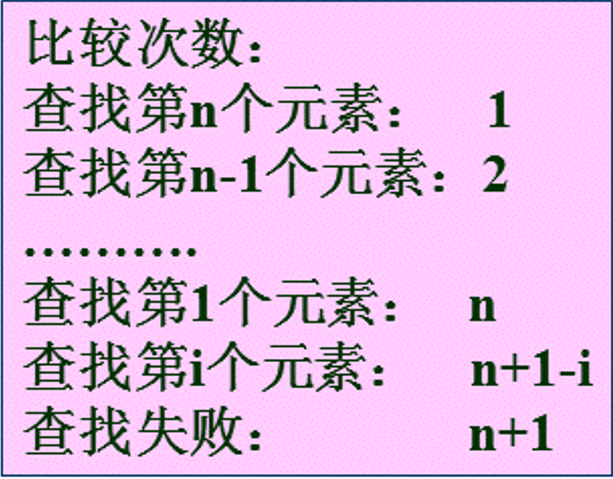 比较次数：
查找第n个元素： 1
查找第n-1个元素：2
..........
查找第1个元素： n
查找第i个元素： n+1-i
查找失败： n+1